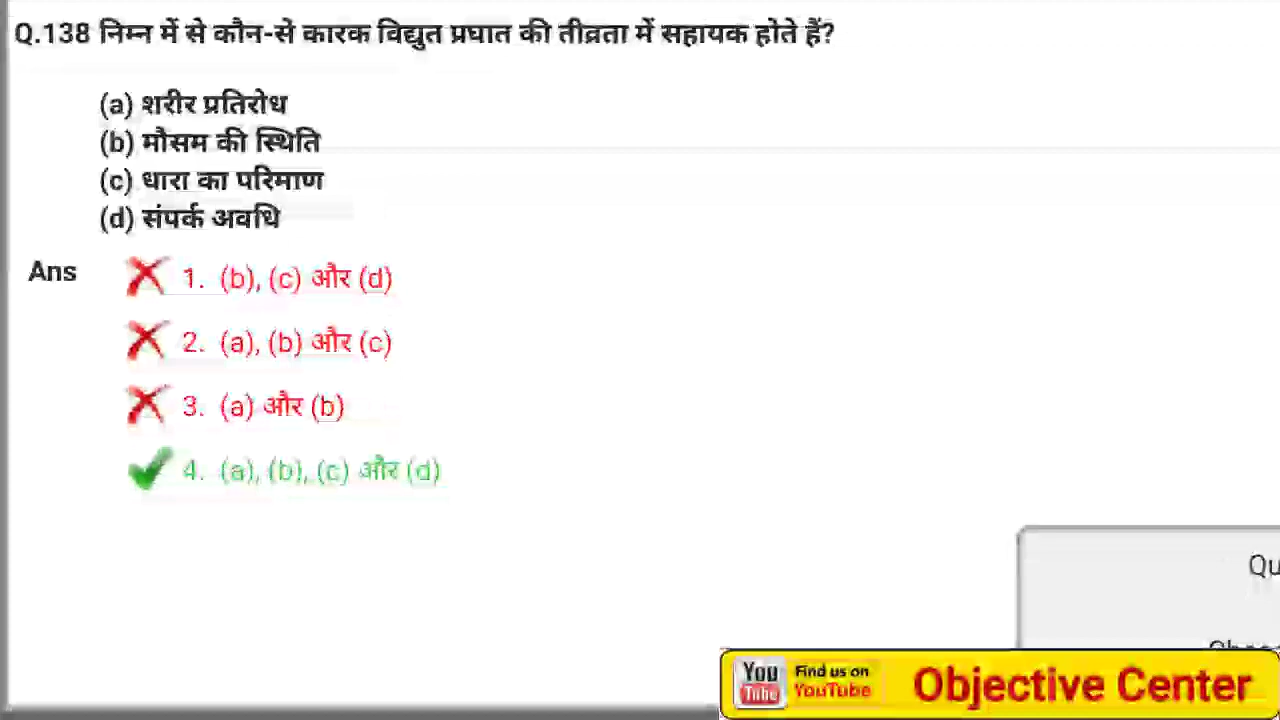 Q.138 निम्न में से कौन-से कारक विद्युत प्रघात की तीव्रता में सहायक होते हैं?
(a) शरीर प्रतिरोध
(b) मौसम की स्थिति
(c) धारा का परिमाण
(d) संपर्क अवधि
Ans 1. (b), (c) और (d)
2. (a), (b) और (c)
3. (a) और (b)
4. (a), (b), (c) और (d)
Qu
You Tube Find us on YouTube Objective Center